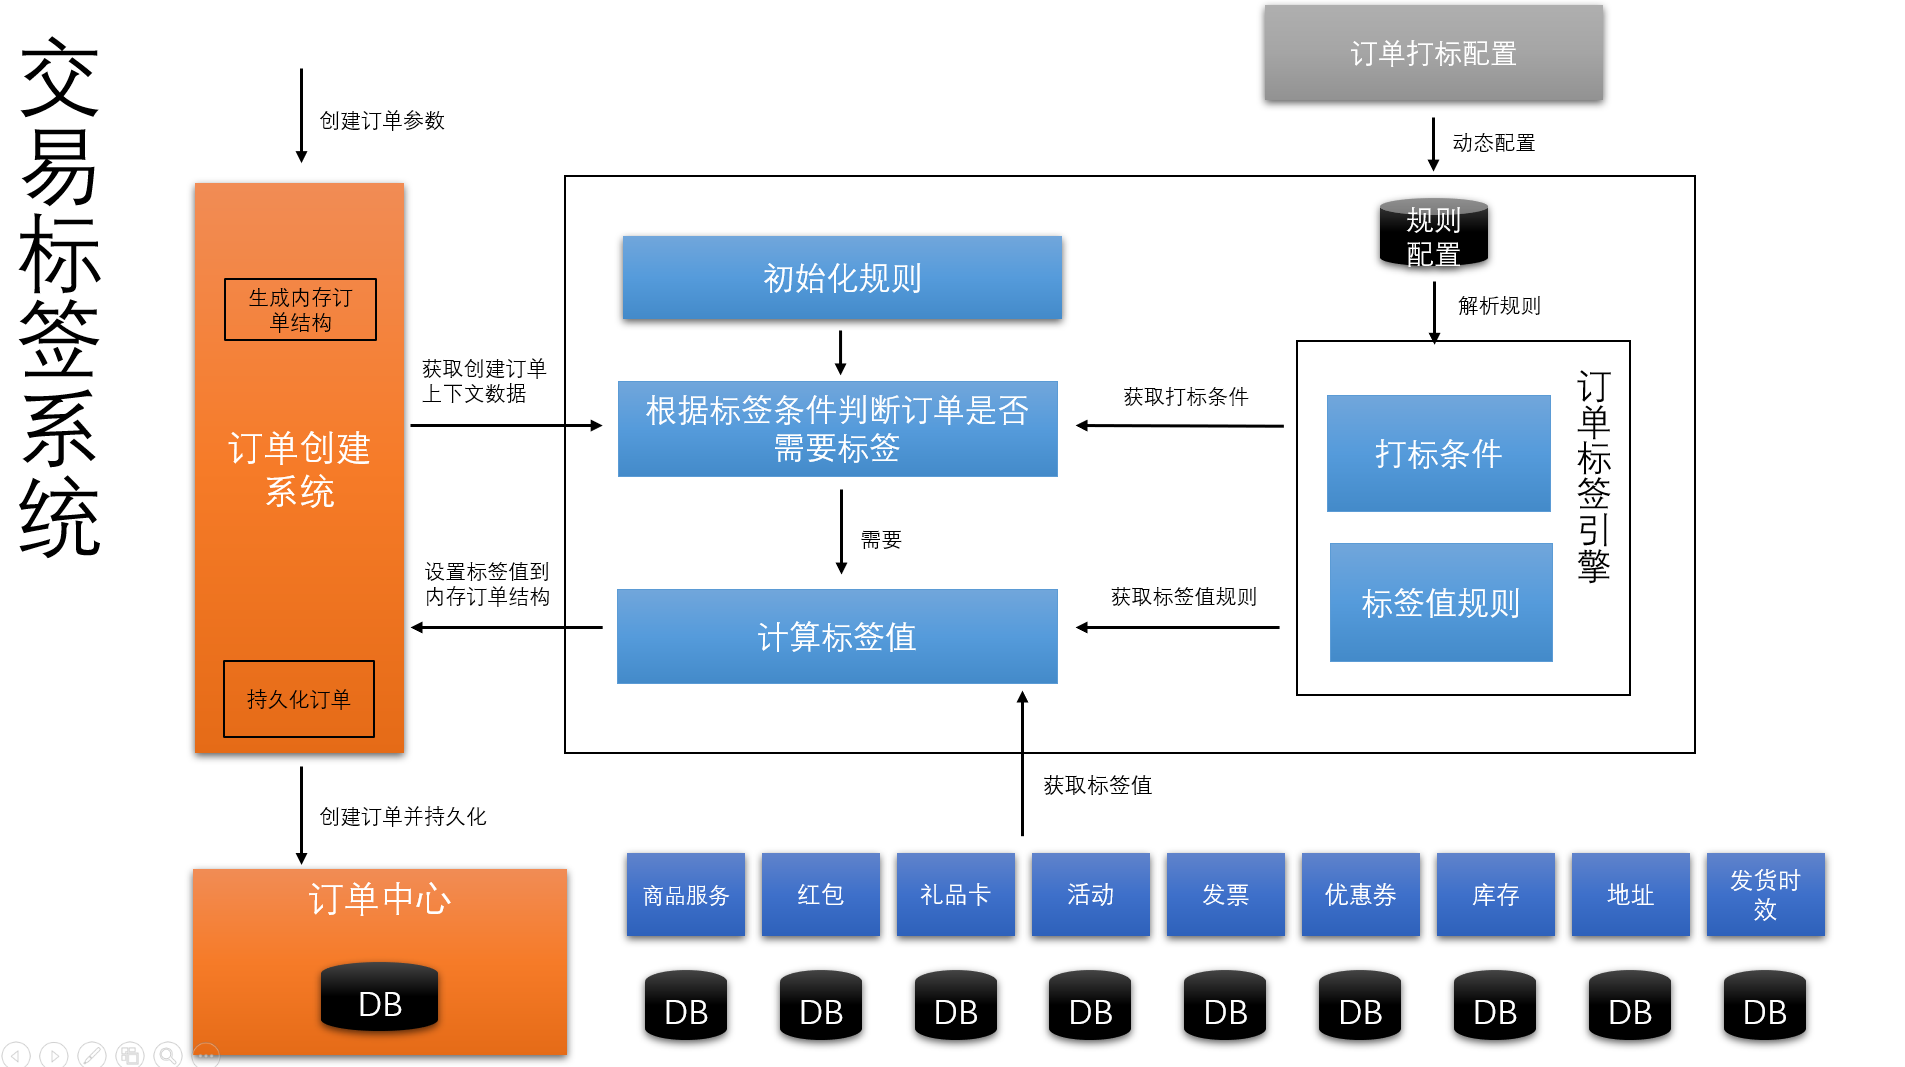 交易标签系统
订单打标配置
创建订单参数
动态配置
规则
配置
初始化规则
解析规则
生成内存订
单结构
获取创建订单
上下文数据
根据标签条件判断订单是否
需要标签
获取打标条件
订单标签引擎
打标条件
订单创建
系统
需要
设置标签值到
内存订单结构
计算标签值
获取标签值规则
标签值规则
持久化订单
获取标签值
创建订单并持久化
订单中心
DB
商品服务
红包
礼品卡
活动
发票
优惠券
库存
地址
发货时
效
DB
DB
DB
DB
DB
DB
DB
DB
DB